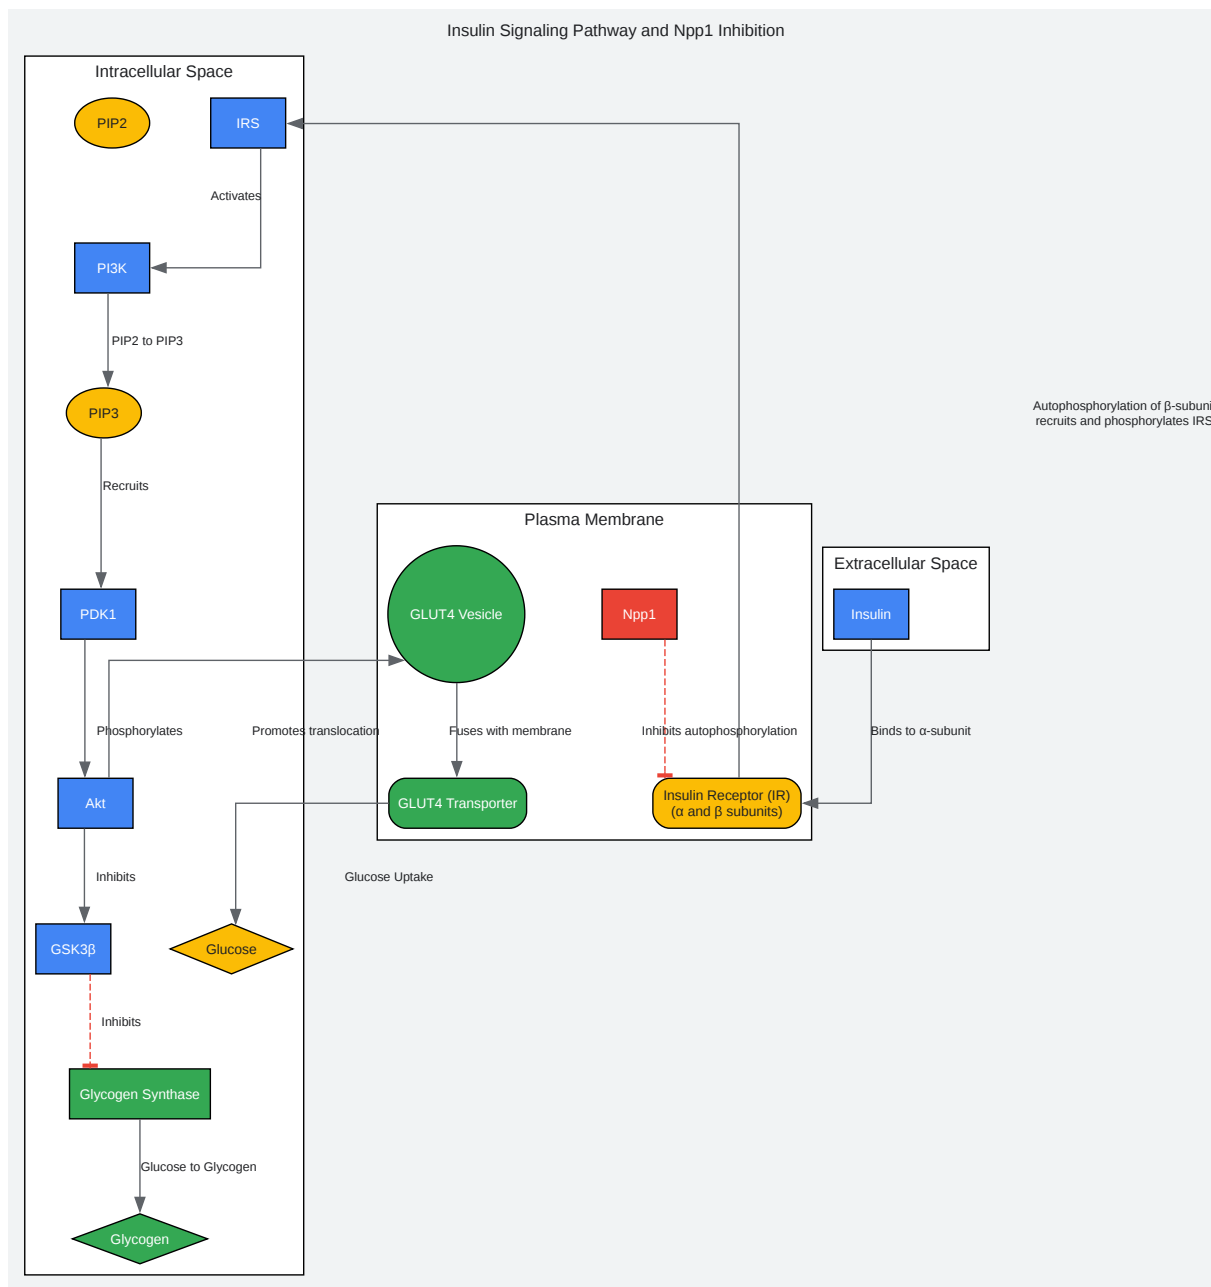 Insulin Signaling Pathway and Npp1 Inhibition
Intracellular Space
PIP2
IRS
Activates
PI3K
PIP2 to PIP3
PIP3
Recruits
PDK1
Phosphorylates
Akt
Inhibits
GSK3β
Inhibits
Glycogen Synthase
Glucose to Glycogen
Glycogen
Glucose
Promotes translocation
Glucose Uptake
Plasma Membrane
GLUT4 Vesicle
Fuses with membrane
GLUT4 Transporter
Npp1
Inhibits autophosphorylation
Insulin Receptor (IR)
(α and β subunits)
Extracellular Space
Insulin
Binds to α-subunit
Autophosphorylation of β-subuni
recruits and phosphorylates IRS